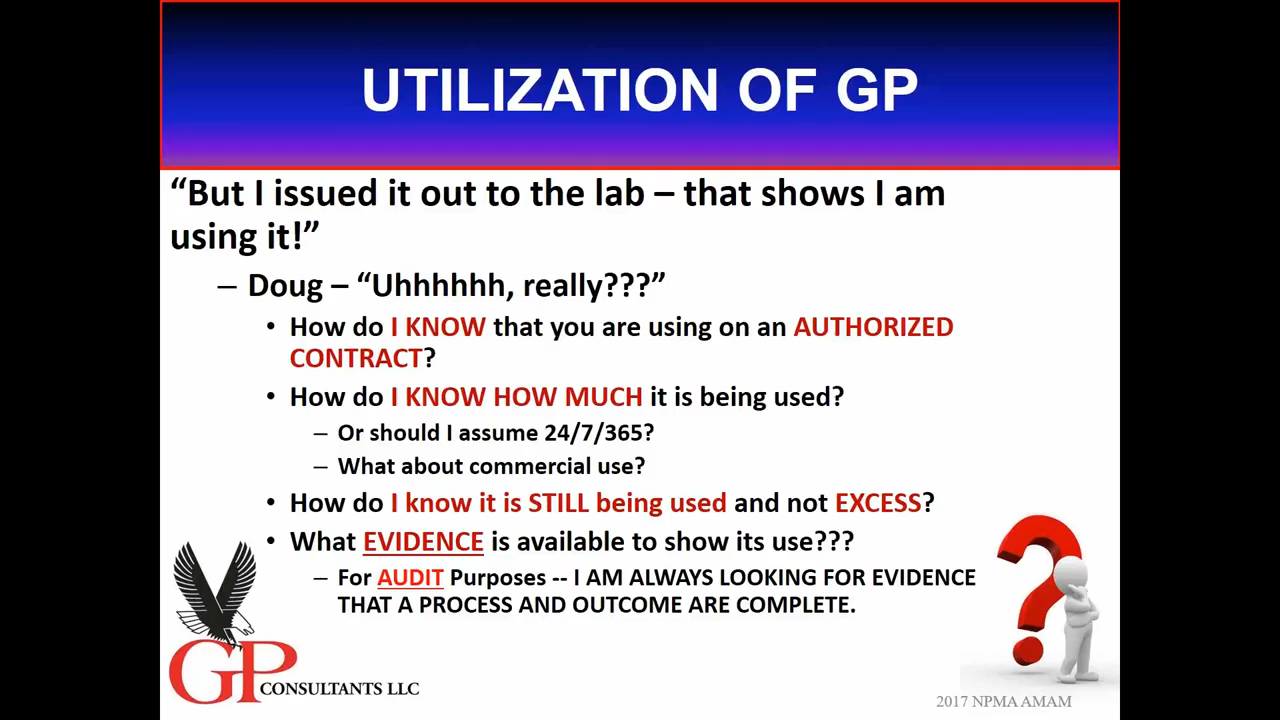 UTILIZATION OF GP
“But I issued it out to the lab – that shows I am
using it!”
– Doug – “Uhhhhhh, really???”
• How do I KNOW that you are using on an AUTHORIZED
CONTRACT?
• How do I KNOW HOW MUCH it is being used?
– Or should I assume 24/7/365?
– What about commercial use?
• How do I know it is STILL being used and not EXCESS?
• What EVIDENCE is available to show its use???
– For AUDIT Purposes -- I AM ALWAYS LOOKING FOR EVIDENCE
THAT A PROCESS AND OUTCOME ARE COMPLETE.
GP CONSULTANTS LLC
2017 NPMA AMAM